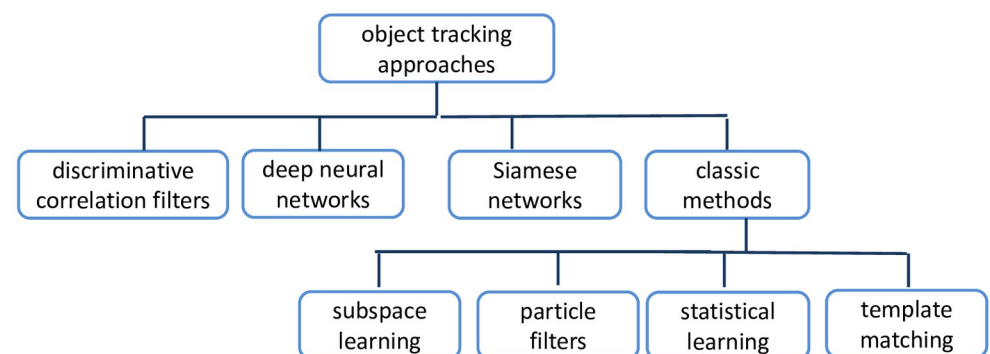 object tracking
approaches
discriminative
correlation filters
deep neural
networks
Siamese
networks
classic
methods
subspace
learning
particle
filters
statistical
learning
template
matching